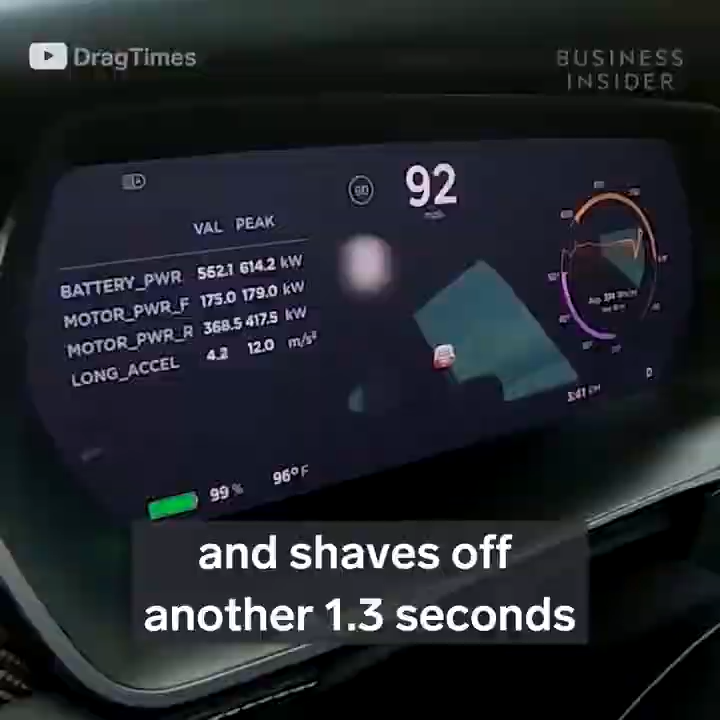 DragTimes
BUSINESS
INSIDER
60
92
mph
VAL PEAK
BATTERY_PWR 562.1 614.2 kW
MOTOR_PWR_F 175.0 179.0 kW
MOTOR_PWR_R 368.5 417.5 kW
LONG_ACCEL 4.2 12.0 m/s²
D
99 %
96° F
and shaves off
another 1.3 seconds